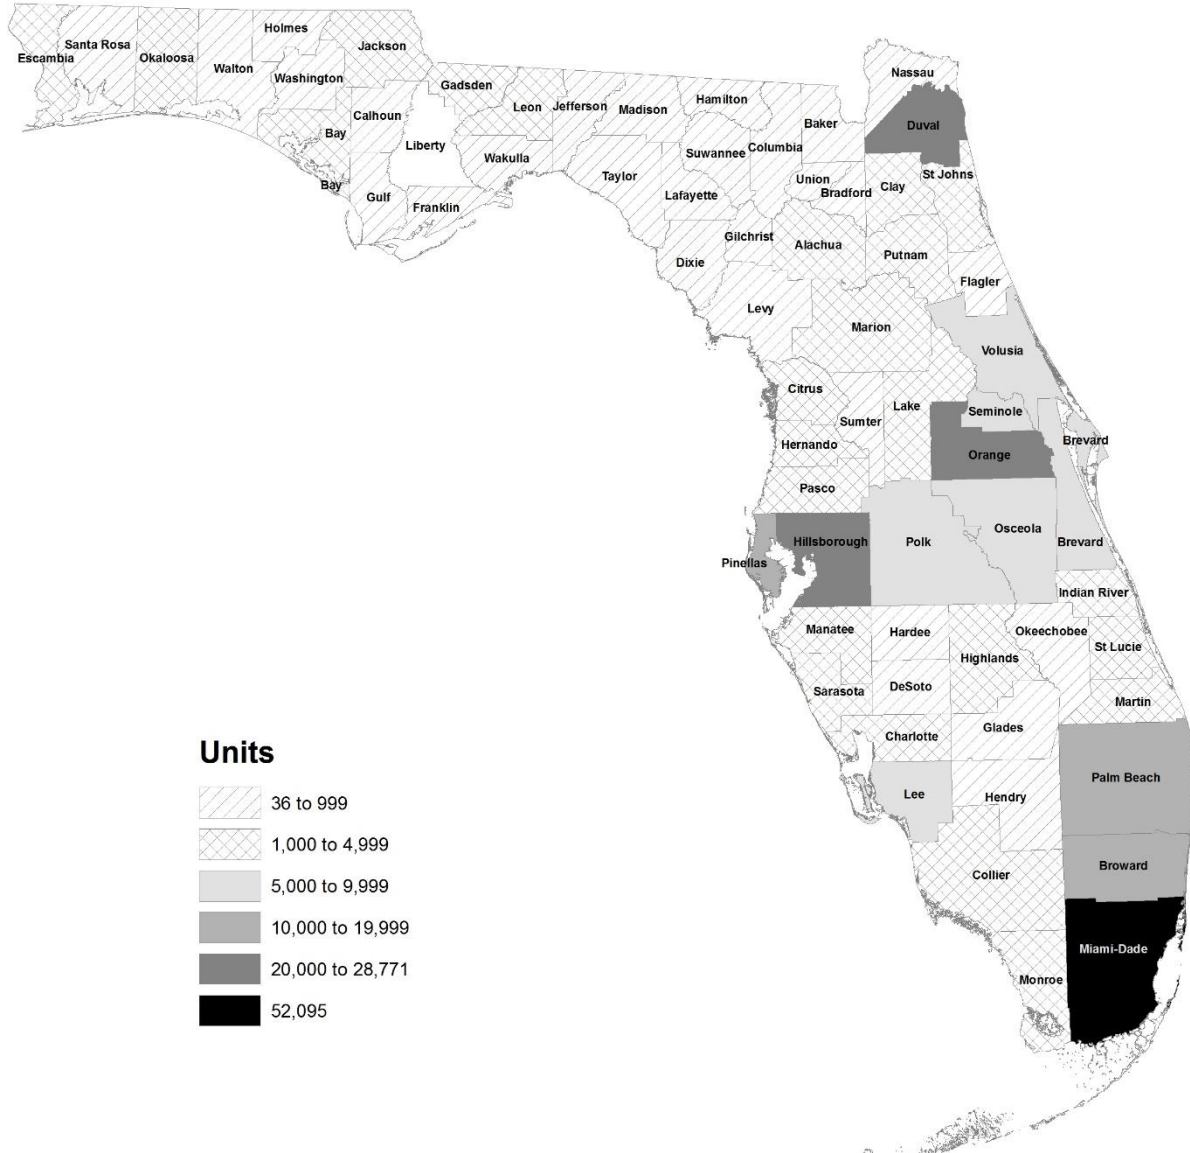 Holmes
Santa Rosa
Jackson
Escambia
Okaloosa
Walton
Washington
Gadsden
Leon
Jefferson
Madison
Hamilton
Nassau
Calhoun
Bay
Liberty
Wakulla
Suwannee
Columbia
Baker
Duval
Bay
Gulf
Franklin
Taylor
Lafayette
Union
Bradford
Clay
St Johns
Gilchrist
Alachua
Dixie
Putnam
Flagler
Levy
Marion
Volusia
Citrus
Lake
Sumter
Seminole
Hernando
Orange
Brevard
Pasco
Hillsborough
Polk
Osceola
Brevard
Pinellas
Indian River
Manatee
Hardee
Okeechobee
St Lucie
Highlands
Sarasota
DeSoto
Martin
Charlotte
Glades
Palm Beach
Lee
Hendry
Broward
Collier
Miami-Dade
Monroe
Units
36 to 999
1,000 to 4,999
5,000 to 9,999
10,000 to 19,999
20,000 to 28,771
52,095